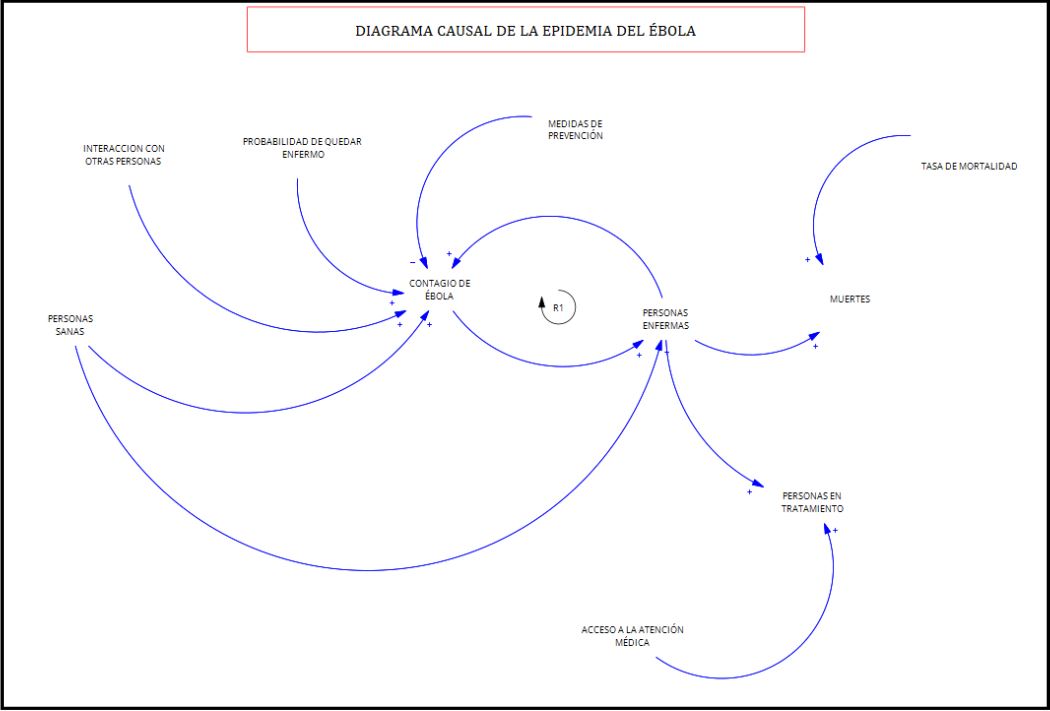 DIAGRAMA CAUSAL DE LA EPIDEMIA DEL ÉBOLA
INTERACCION CON
OTRAS PERSONAS
PROBABILIDAD DE QUEDAR
ENFERMO
MEDIDAS DE
PREVENCIÓN
TASA DE MORTALIDAD
+
-
+
CONTAGIO DE
ÉBOLA
+
+
+
R1
MUERTES
PERSONAS
SANAS
PERSONAS
ENFERMAS
+
+
+
+
PERSONAS EN
TRATAMIENTO
+
ACCESO A LA ATENCIÓN
MÉDICA